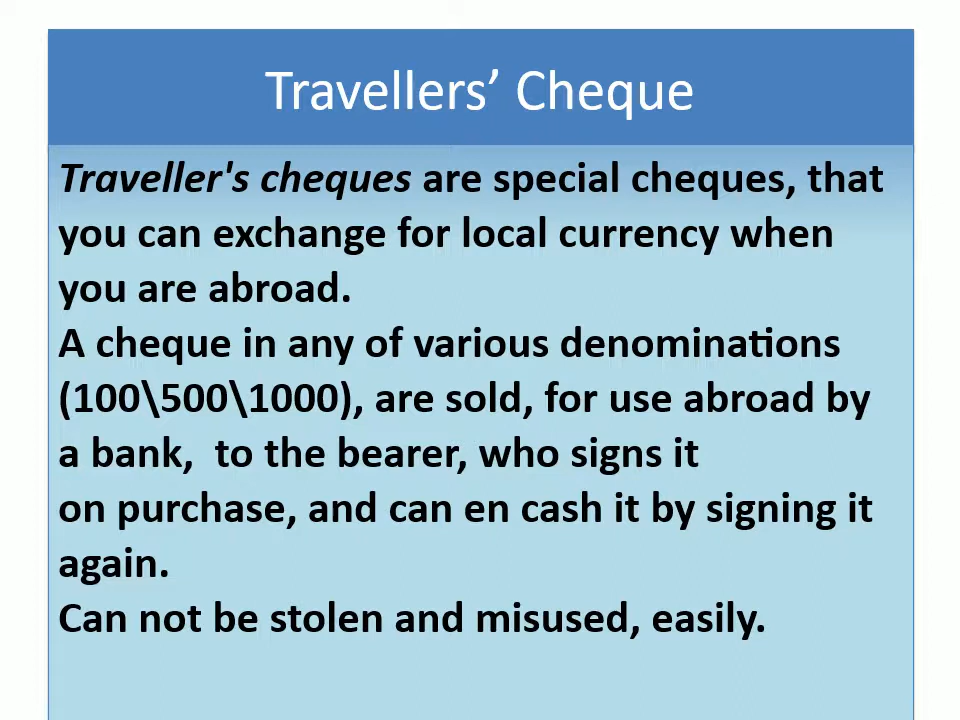 Travellers’ Cheque
Traveller's cheques are special cheques, that
you can exchange for local currency when
you are abroad.
A cheque in any of various denominations
(100\500\1000), are sold, for use abroad by
a bank,  to the bearer, who signs it
on purchase, and can en cash it by signing it
again.
Can not be stolen and misused, easily.